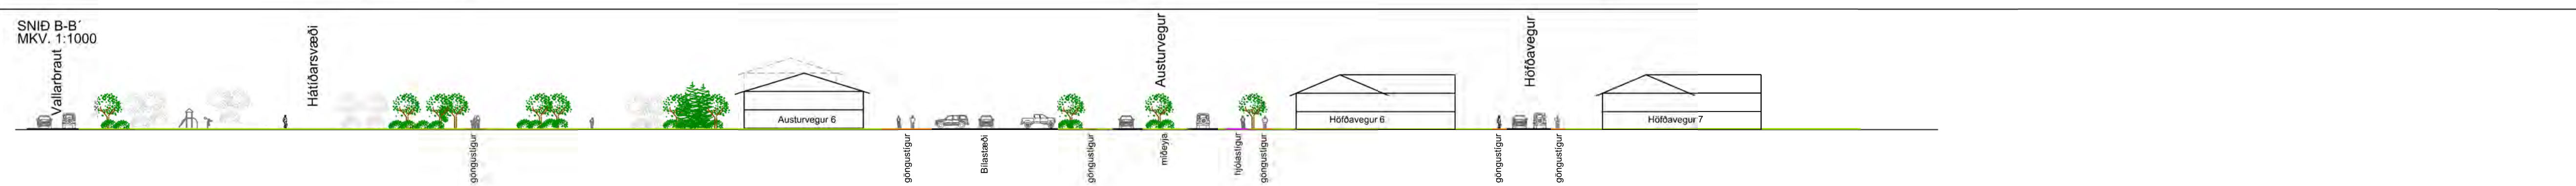 SNIÐ B-B´
MKV. 1:1000
Vallarbraut
Hátíðarsvæði
Austurvegur
Höfðavegur
Austurvegur 6
Höfðavegur 6
Höfðavegur 7
göngustígur
göngustígur
Bílastæði
göngustígur
miðeyja
hjólastígur
göngustígur
göngustígur
göngustígur